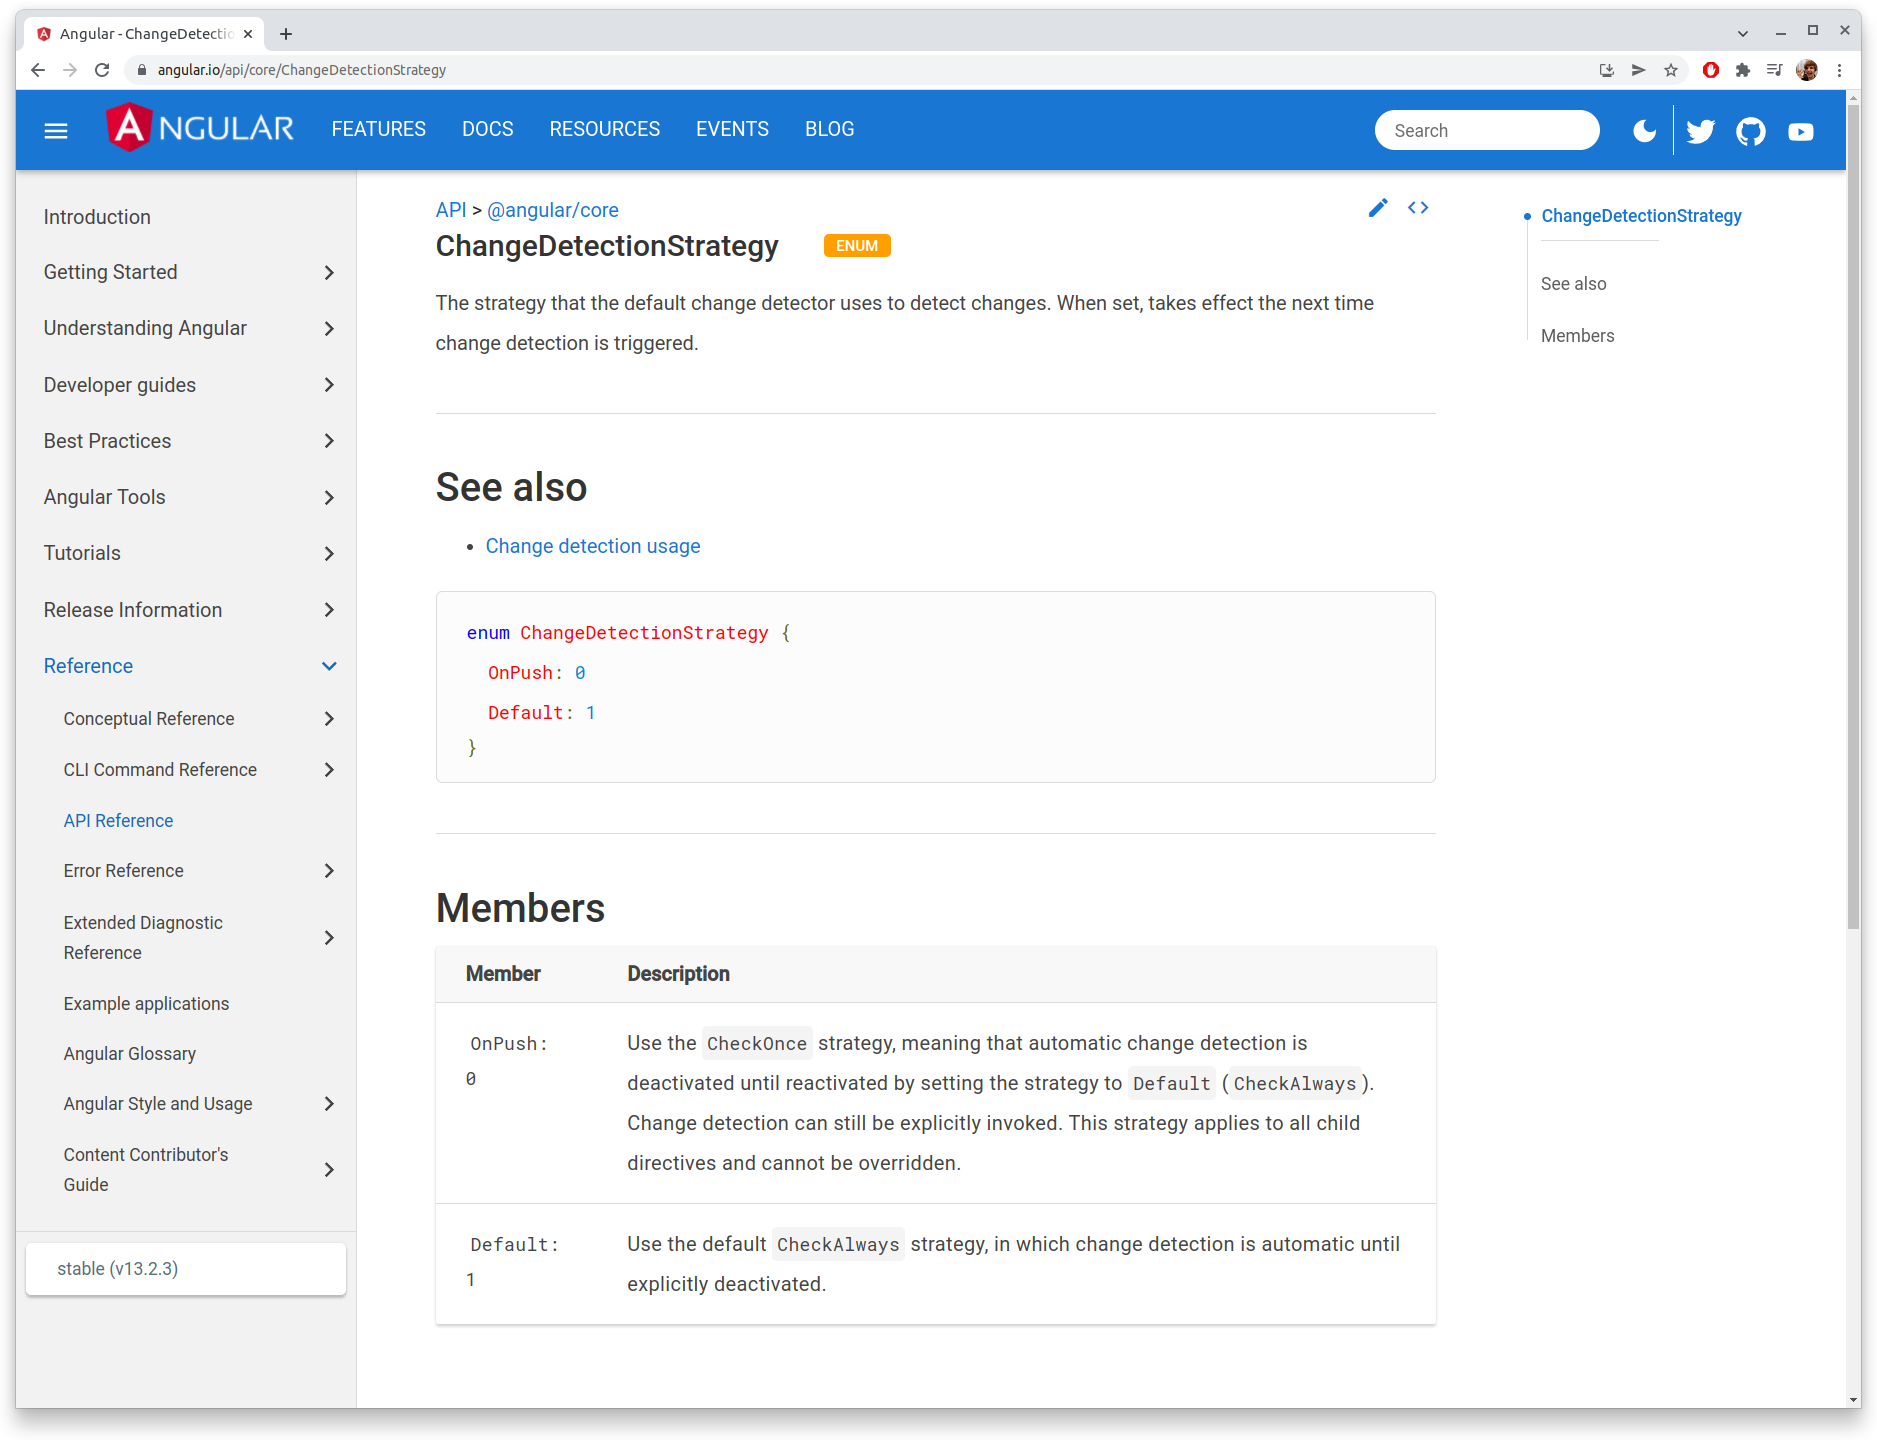 Angular - ChangeDetectio
angular.io/api/core/ChangeDetectionStrategy
ANGULAR FEATURES DOCS RESOURCES EVENTS BLOG Search
Introduction
Getting Started
Understanding Angular
Developer guides
Best Practices
Angular Tools
Tutorials
Release Information
Reference
Conceptual Reference
CLI Command Reference
API Reference
Error Reference
Extended Diagnostic
Reference
Example applications
Angular Glossary
Angular Style and Usage
Content Contributor's
Guide
stable (v13.2.3)
API > @angular/core
ChangeDetectionStrategy ENUM
The strategy that the default change detector uses to detect changes. When set, takes effect the next time
change detection is triggered.
See also
• Change detection usage
enum ChangeDetectionStrategy {
OnPush: 0
Default: 1
}
Members
Member Description
OnPush:
0
Use the CheckOnce strategy, meaning that automatic change detection is
deactivated until reactivated by setting the strategy to Default (CheckAlways).
Change detection can still be explicitly invoked. This strategy applies to all child
directives and cannot be overridden.
Default:
1
Use the default CheckAlways strategy, in which change detection is automatic until
explicitly deactivated.
ChangeDetectionStrategy
See also
Members